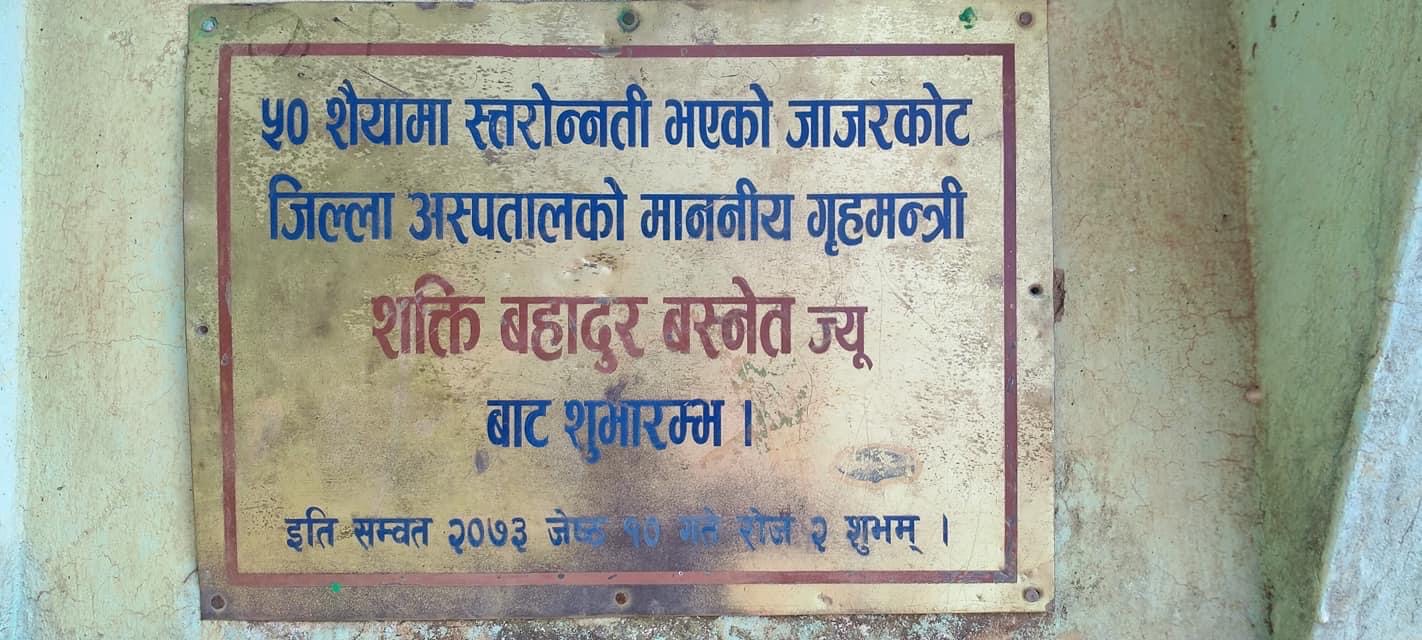 ५० शैयामा स्तरोन्नती भएको जाजरकोट
जिल्ला अस्पतालको माननीय गृहमन्त्री
शक्ति बहादुर बस्नेत ज्यू
बाट शुभारम्भ ।
इति सम्वत २०७३ जेष्ठ १० गते रोज २ शुभम् ।